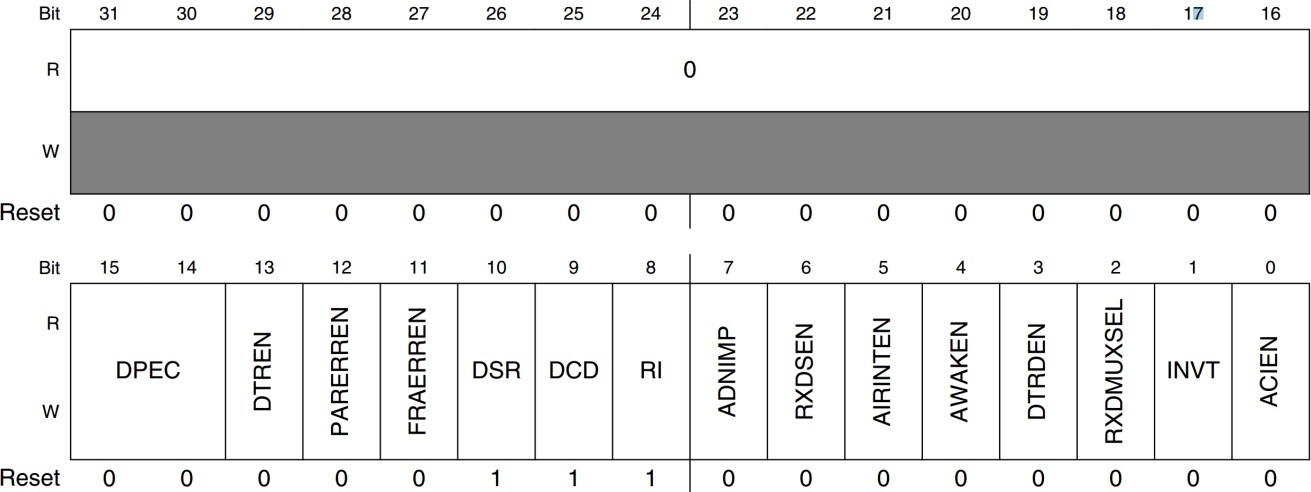 Bit 31 30 29 28 27 26 25 24 23 22 21 20 19 18 17 16
R 0
W
Reset 0 0 0 0 0 0 0 0 0 0 0 0 0 0 0 0
Bit 15 14 13 12 11 10 9 8 7 6 5 4 3 2 1 0
R
DPEC DTREN PARERREN FRAERREN DSR DCD RI ADNIMP RXDSEN AIRINTEN AWAKEN DTRDEN RXDMUXSEL INVT ACIEN
W
Reset 0 0 0 0 0 1 1 1 0 0 0 0 0 0 0 0